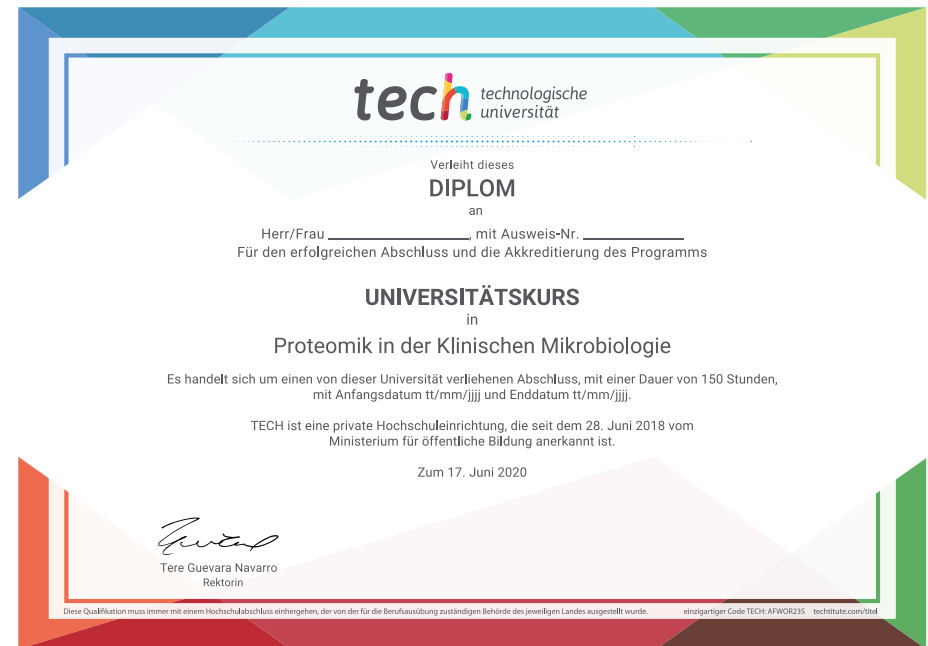 tech technologische
universität
Verleiht dieses
DIPLOM
an
Herr/Frau ____________________, mit Ausweis-Nr. ______________
Für den erfolgreichen Abschluss und die Akkreditierung des Programms
UNIVERSITÄTSKURS
in
Proteomik in der Klinischen Mikrobiologie
Es handelt sich um einen von dieser Universität verliehenen Abschluss, mit einer Dauer von 150 Stunden,
mit Anfangsdatum tt/mm/jjjj und Enddatum tt/mm/jjjj.
TECH ist eine private Hochschuleinrichtung, die seit dem 28. Juni 2018 vom
Ministerium für öffentliche Bildung anerkannt ist.
Zum 17. Juni 2020
Tere Guevara Navarro
Rektorin
Diese Qualifikation muss immer mit einem Hochschulabschluss einhergehen, der von der für die Berufsausübung zuständigen Behörde des jeweiligen Landes ausgestellt wurde. einzigartiger Code TECH: AFWOR23S techtitute.com/titel